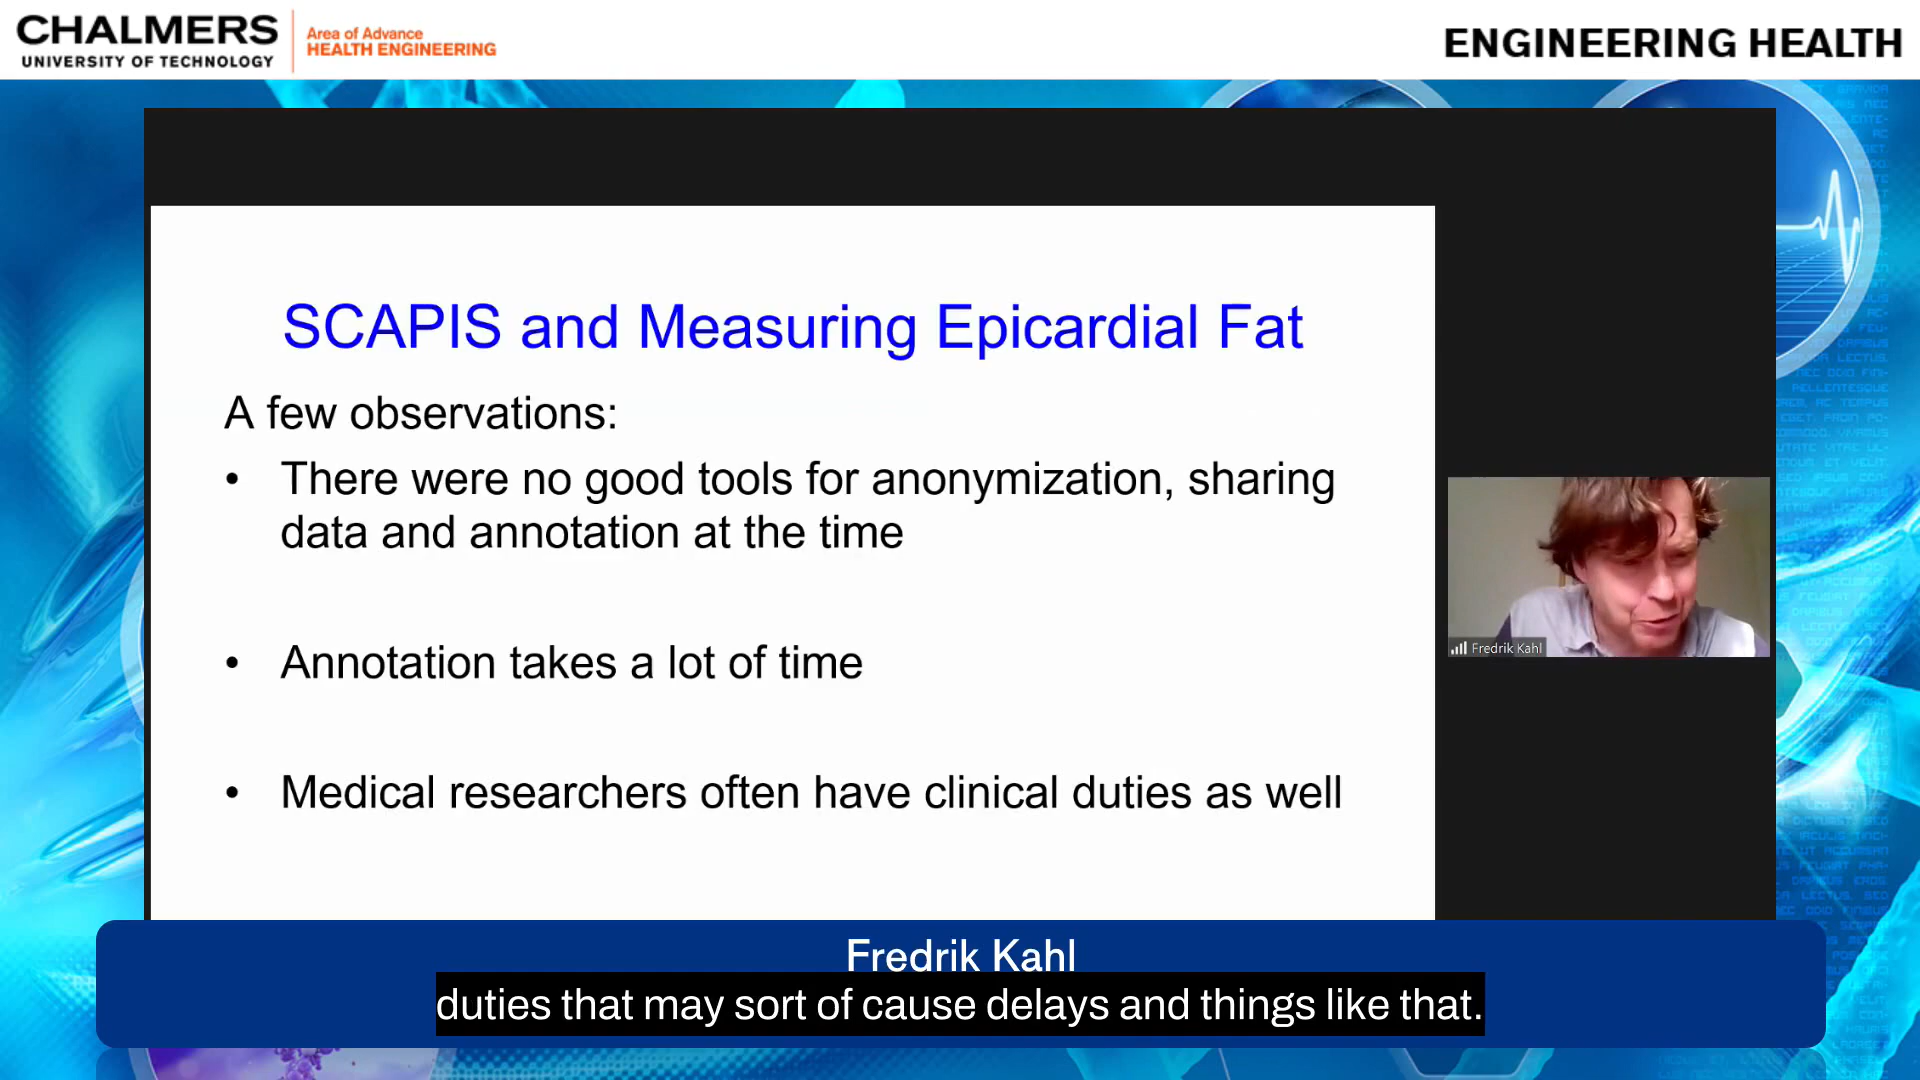 CHALMERS
UNIVERSITY OF TECHNOLOGY
Area of Advance
HEALTH ENGINEERING
ENGINEERING HEALTH
SCAPIS and Measuring Epicardial Fat
A few observations:
• There were no good tools for anonymization, sharing
data and annotation at the time
• Annotation takes a lot of time
• Medical researchers often have clinical duties as well
Fredrik Kahl
Fredrik Kahl
duties that may sort of cause delays and things like that.